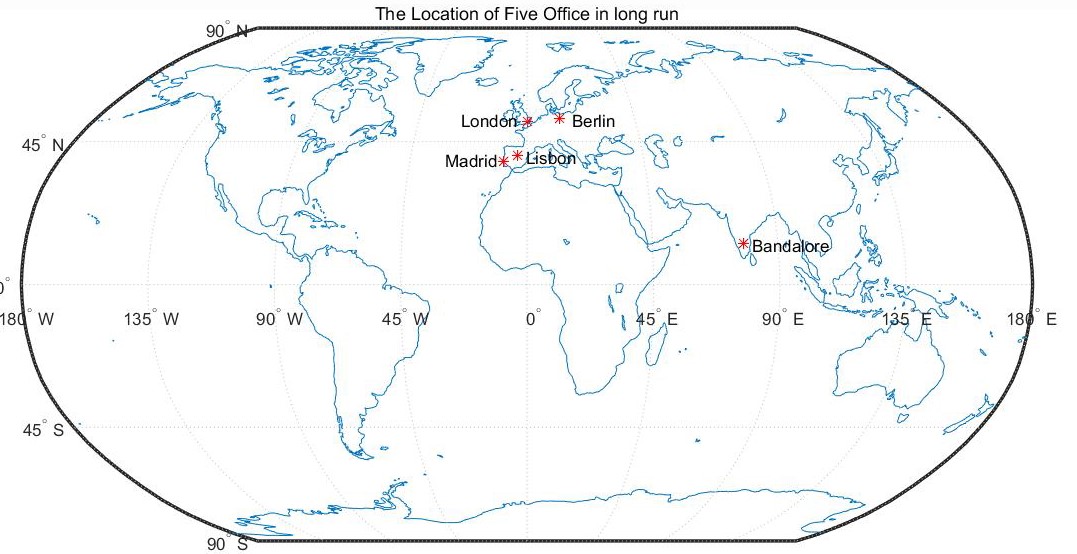 The Location of Five Office in long run
90° N
London
Berlin
45° N
Madrid
Lisbon
Bandalore
0°
180° W
135° W
90° W
45° W
0°
45° E
90° E
135° E
180° E
45° S
90° S